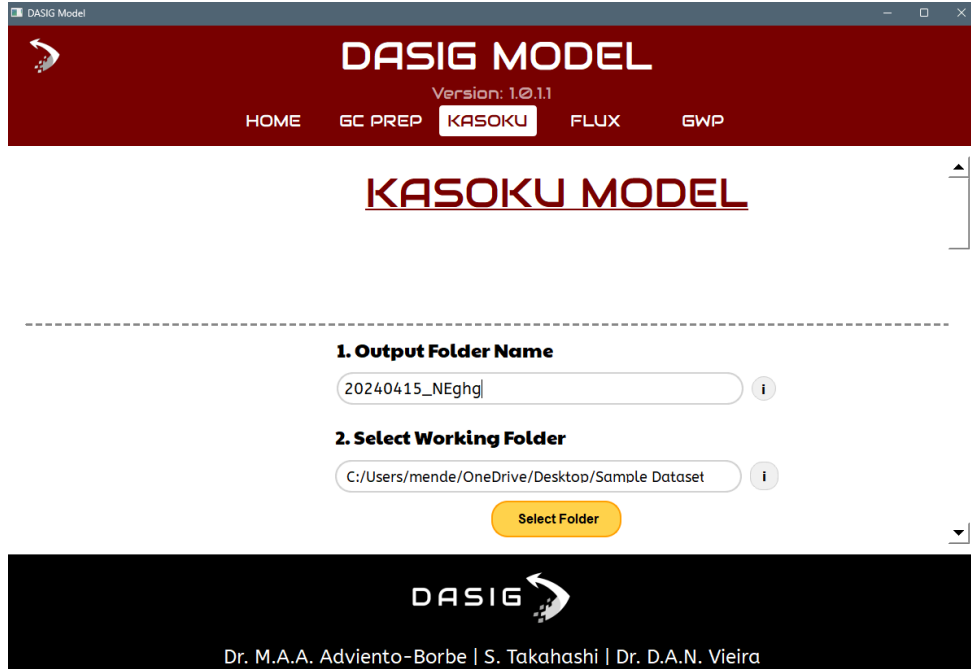 DASIG Model
DASIG MODEL
Version: 1.0.1.1
HOME GC PREP KASOKU FLUX GWP
KASOKU MODEL
1. Output Folder Name
20240415_NEghg
i
2. Select Working Folder
C:/Users/mende/OneDrive/Desktop/Sample Dataset
i
Select Folder
DASIG
Dr. M.A.A. Adviento-Borbe | S. Takahashi | Dr. D.A.N. Vieira